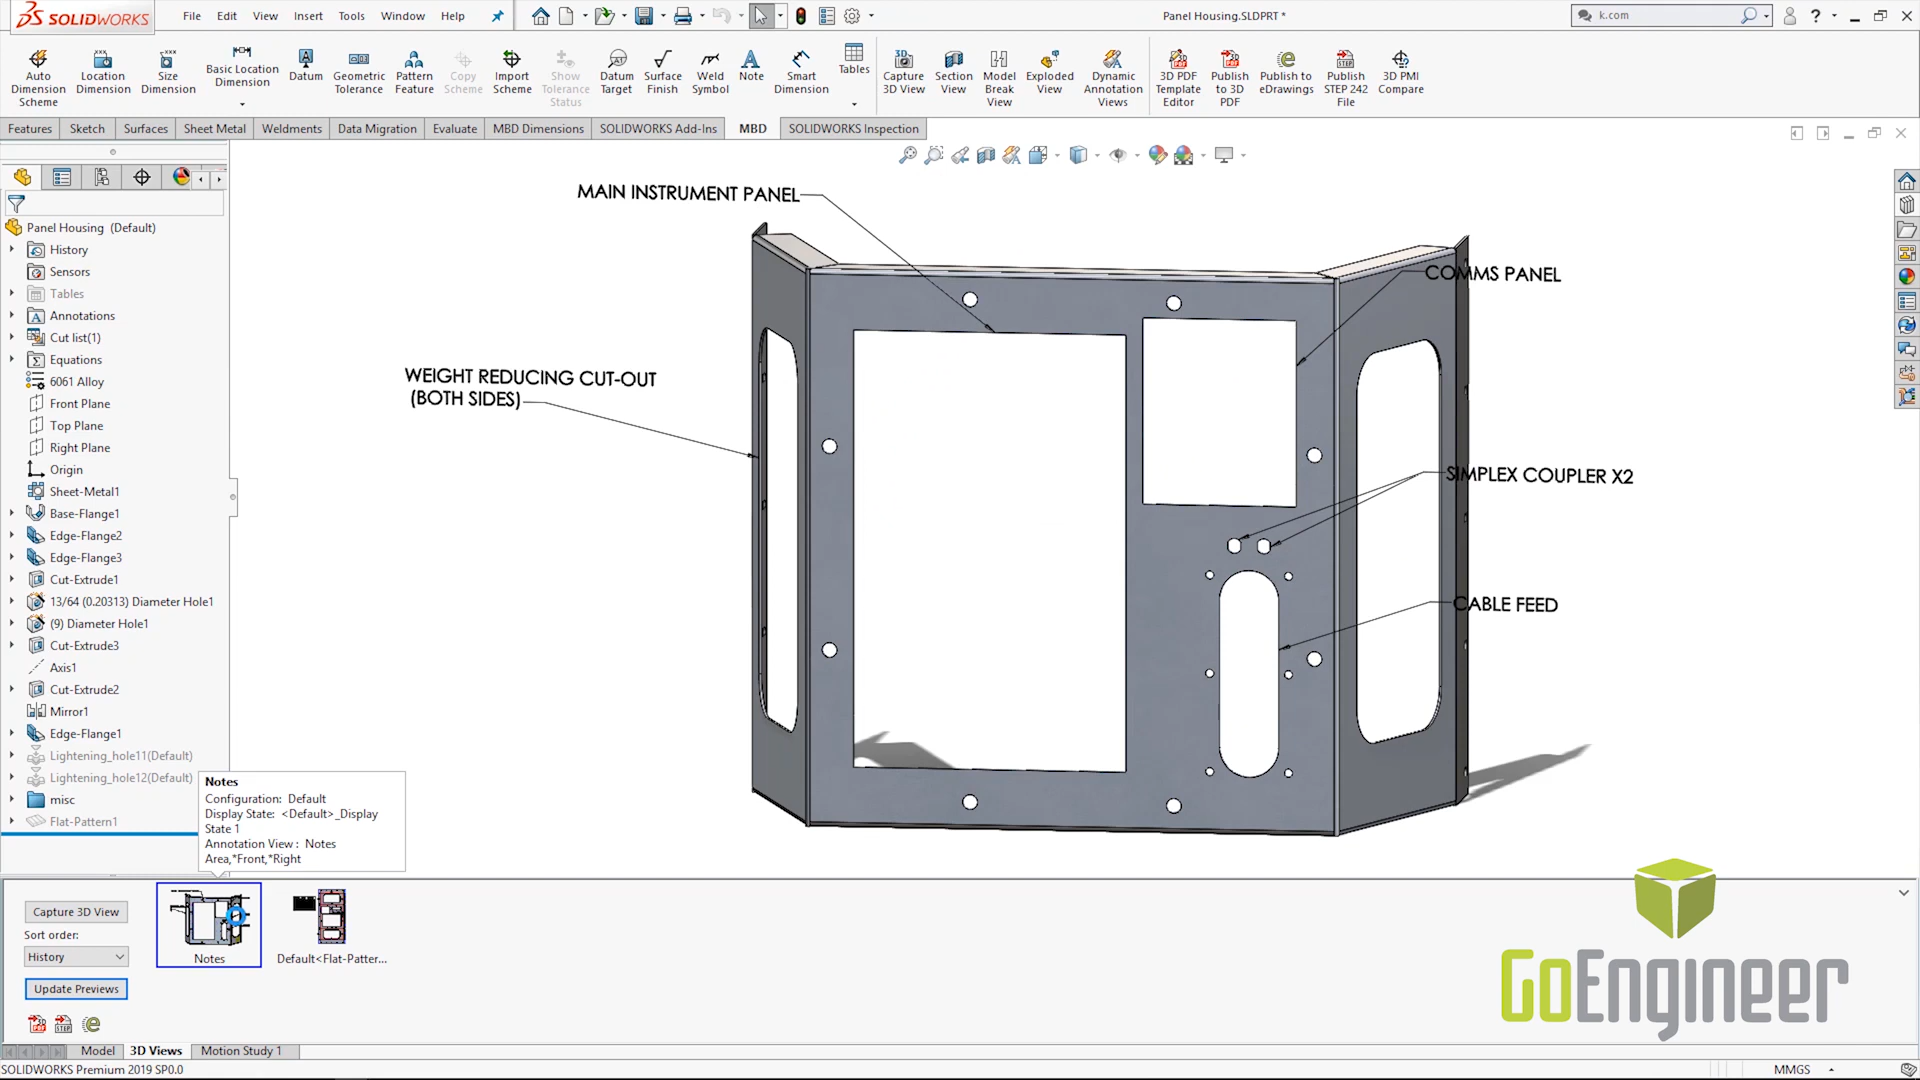 SOLIDWORKS
File Edit View Insert Tools Window Help
Panel Housing.SLDPRT *
k.com
Auto Dimension Scheme
Location Dimension
Size Dimension
Basic Location Dimension
Datum
Geometric Tolerance
Pattern Feature
Copy Scheme
Import Scheme
Show Tolerance Status
Datum Target
Surface Finish
Weld Symbol
Note
Smart Dimension
Tables
Capture 3D View
Section View
Model Break View
Exploded View
Dynamic Annotation Views
3D PDF Template Editor
Publish to 3D PDF
Publish to eDrawings
Publish STEP 242 File
3D PMI Compare
Features Sketch Surfaces Sheet Metal Weldments Data Migration Evaluate MBD Dimensions SOLIDWORKS Add-Ins MBD SOLIDWORKS Inspection
Panel Housing (Default)
History
Sensors
Tables
Annotations
Cut list(1)
Equations
6061 Alloy
Front Plane
Top Plane
Right Plane
Origin
Sheet-Metal1
Base-Flange1
Edge-Flange2
Edge-Flange3
Cut-Extrude1
13/64 (0.20313) Diameter Hole1
(9) Diameter Hole1
Cut-Extrude3
Axis1
Cut-Extrude2
Mirror1
Edge-Flange1
Lightening_hole11(Default)
Lightening_hole12(Default)
misc
Flat-Pattern1
MAIN INSTRUMENT PANEL
COMMS PANEL
WEIGHT REDUCING CUT-OUT
(BOTH SIDES)
SIMPLEX COUPLER X2
CABLE FEED
Notes
Configuration: Default
Display State: <Default>_Display
State 1
Annotation View : Notes
Area,*Front,*Right
Capture 3D View
Sort order:
History
Update Previews
Notes
Default<Flat-Patter...
GoEngineer
Model 3D Views Motion Study 1
SOLIDWORKS Premium 2019 SP0.0
MMGS